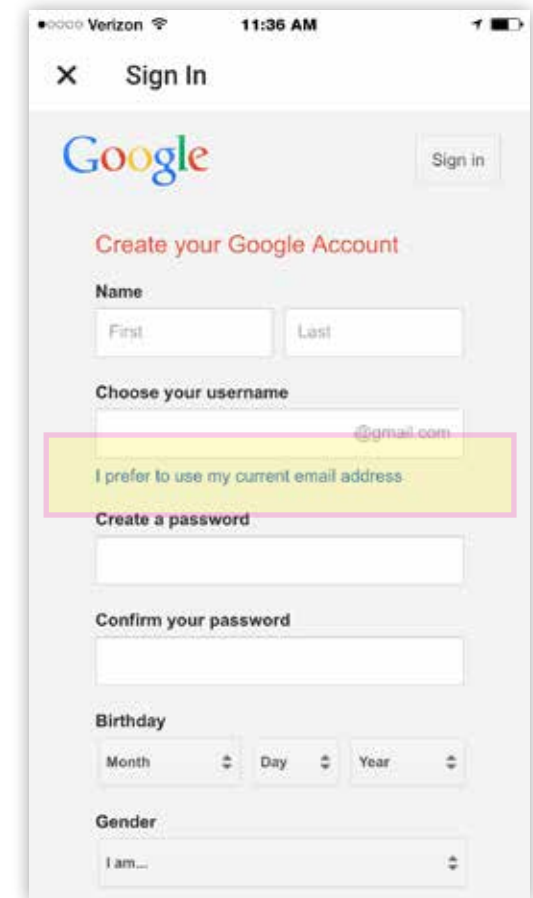 Verizon 11:36 AM
× Sign In
Google Sign in
Create your Google Account
Name
First Last
Choose your username
@gmail.com
I prefer to use my current email address
Create a password
Confirm your password
Birthday
Month Day Year
Gender
I am...